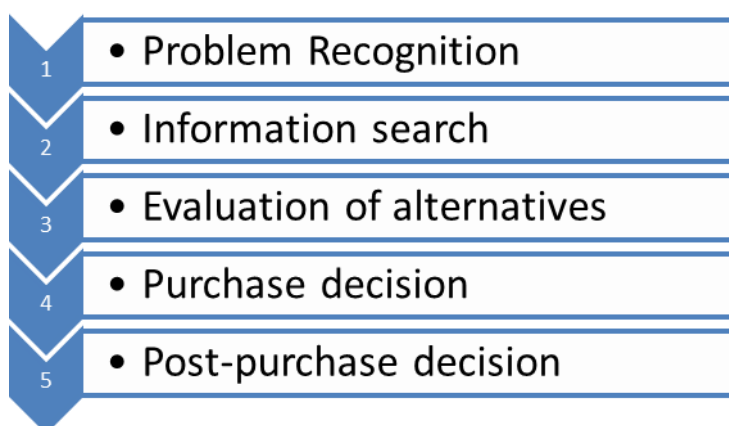 1 • Problem Recognition
2 • Information search
3 • Evaluation of alternatives
4 • Purchase decision
5 • Post-purchase decision